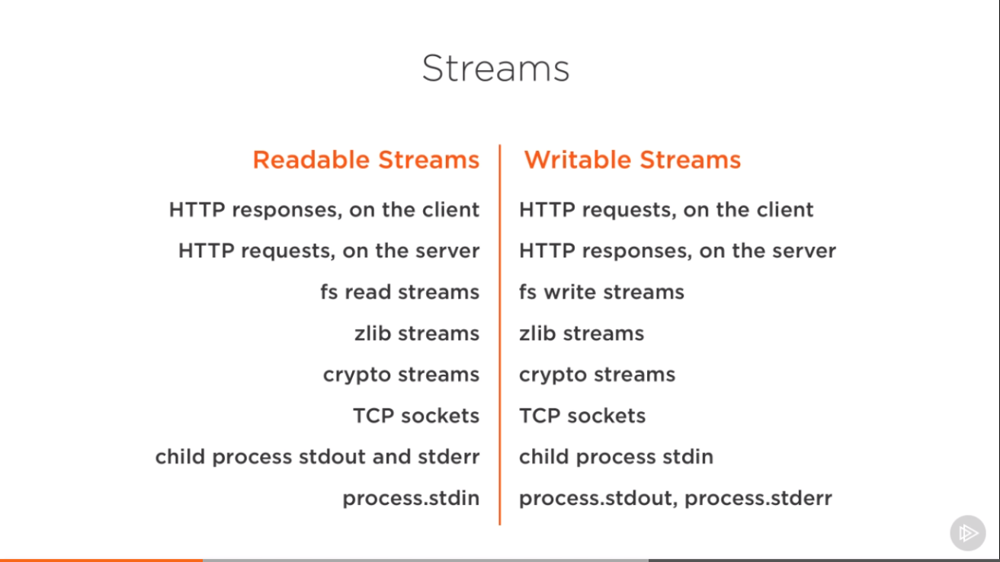 Streams
Readable Streams
HTTP responses, on the client
HTTP requests, on the server
fs read streams
zlib streams
crypto streams
TCP sockets
child process stdout and stderr
process.stdin
Writable Streams
HTTP requests, on the client
HTTP responses, on the server
fs write streams
zlib streams
crypto streams
TCP sockets
child process stdin
process.stdout, process.stderr